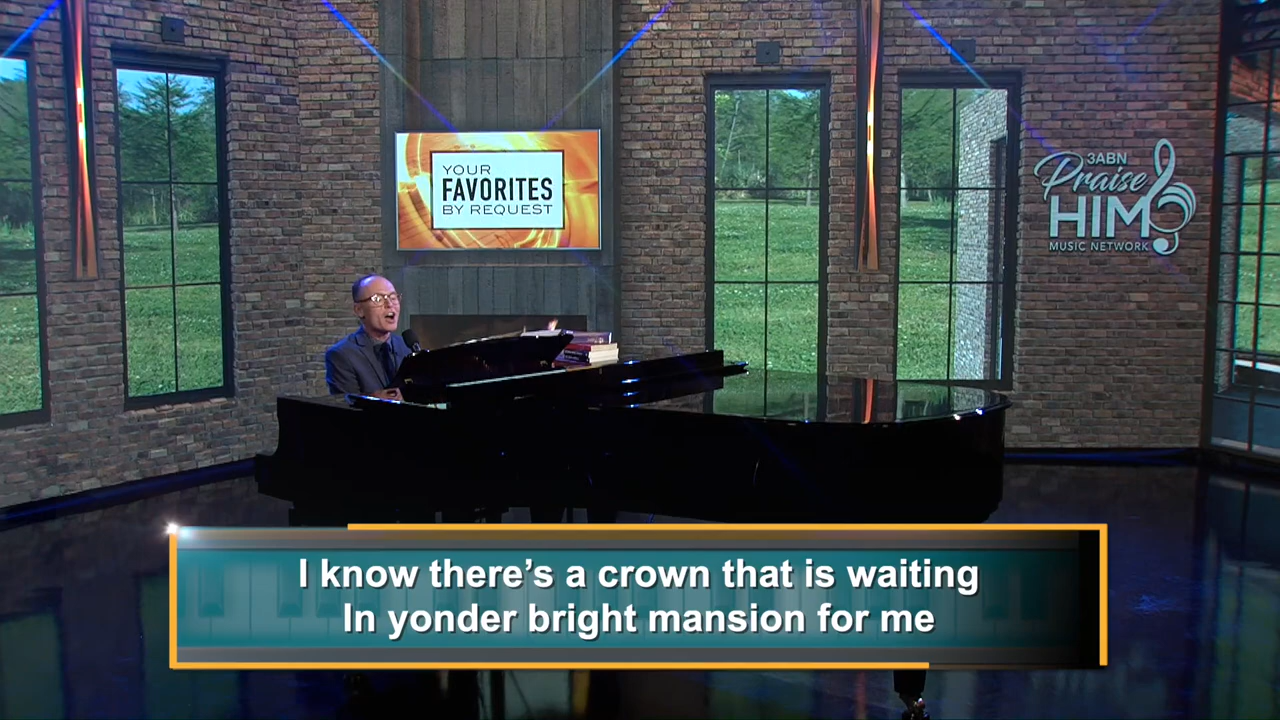 YOUR
FAVORITES
BY REQUEST
3ABN
Praise
HIM
MUSIC NETWORK
I know there’s a crown that is waiting
In yonder bright mansion for me